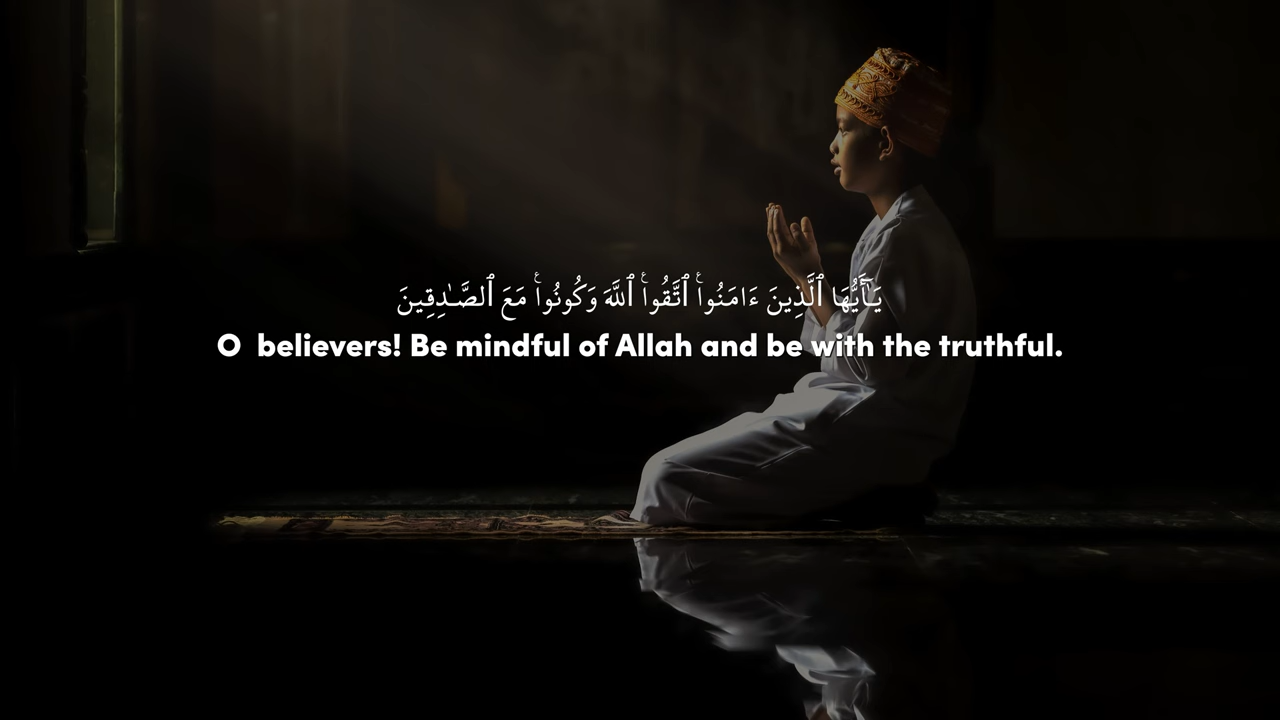 يَـٰٓأَيُّهَا ٱلَّذِينَ ءَامَنُوا۟ ٱتَّقُوا۟ ٱللَّهَ وَكُونُوا۟ مَعَ ٱلصَّـٰدِقِينَ
O  believers! Be mindful of Allah and be with the truthful.